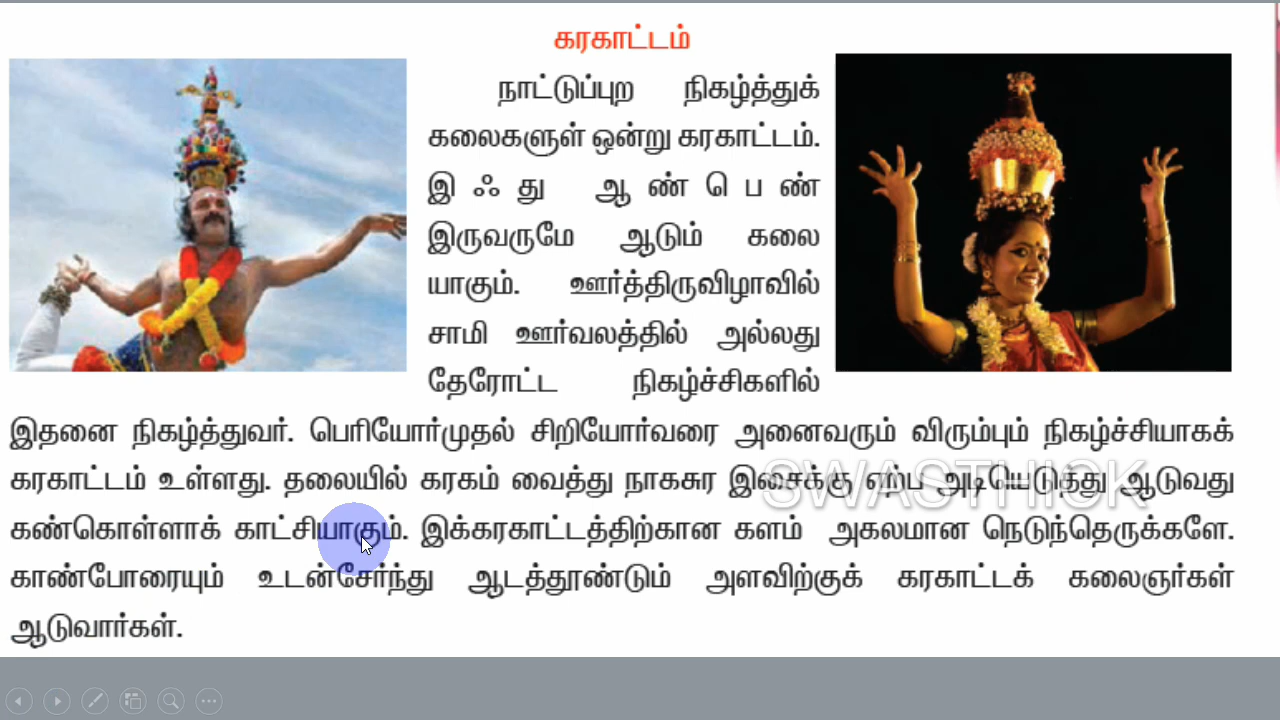 கரகாட்டம்
நாட்டுப்புற நிகழ்த்துக்
கலைகளுள் ஒன்று கரகாட்டம்.
இஃது ஆண்பெண்
இருவருமே ஆடும் கலை
யாகும். ஊர்த்திருவிழாவில்
சாமி ஊர்வலத்தில் அல்லது
தேரோட்ட நிகழ்ச்சிகளில்
இதனை நிகழ்த்துவர். பெரியோர்முதல் சிறியோர்வரை அனைவரும் விரும்பும் நிகழ்ச்சியாகக்
கரகாட்டம் உள்ளது. தலையில் கரகம் வைத்து நாகசுர இசைக்கு ஏற்ப அடியெடுத்து ஆடுவது
SWASTHICK
கண்கொள்ளாக் காட்சியாகும். இக்கரகாட்டத்திற்கான களம் அகலமான நெடுந்தெருக்களே.
காண்போரையும் உடன்சேர்ந்து ஆடத்தூண்டும் அளவிற்குக் கரகாட்டக் கலைஞர்கள்
ஆடுவார்கள்.